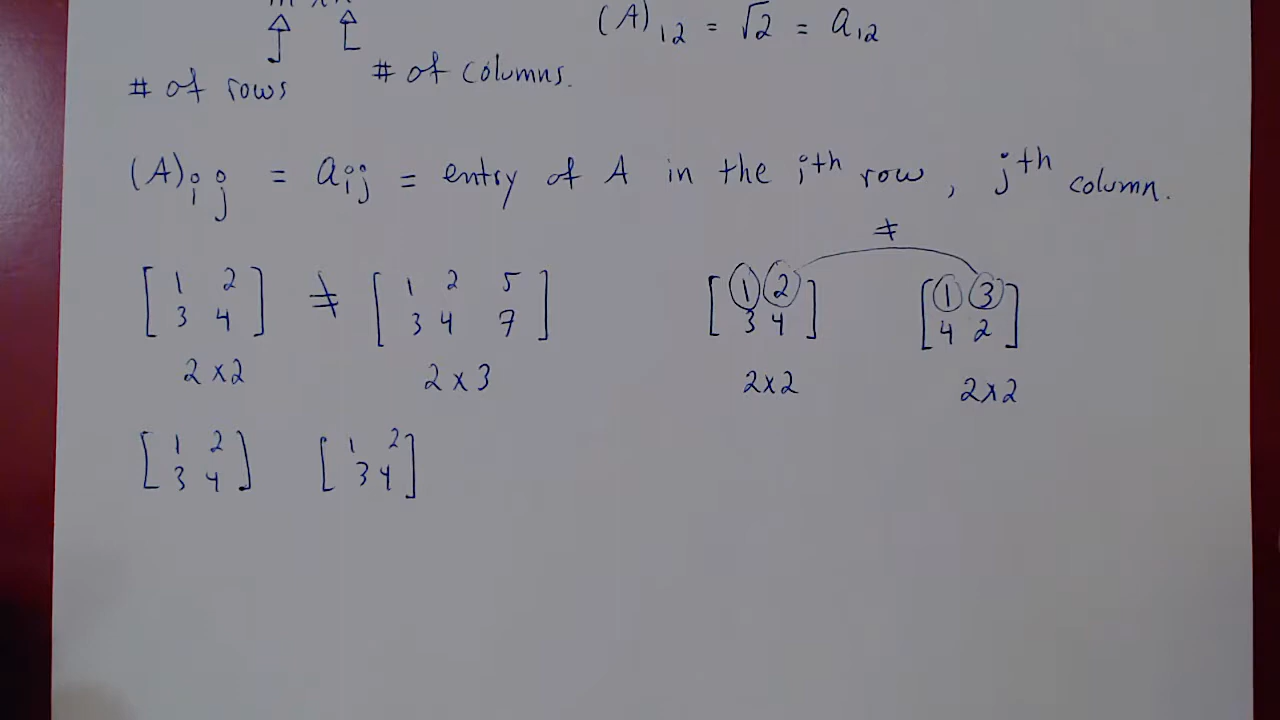 m x n
(A)₁₂ = √2 = a₁₂
# of rows
# of columns.
(A)ᵢⱼ = aᵢⱼ = entry of A in the iᵗʰ row, jᵗʰ column.
≠
[1 2] ≠ [1 2 5] [1 2] [1 3]
[3 4] [3 4 7] [3 4] [4 2]
2x2 2x3 2x2 2x2
[1 2] [1 2]
[3 4] [3 4]